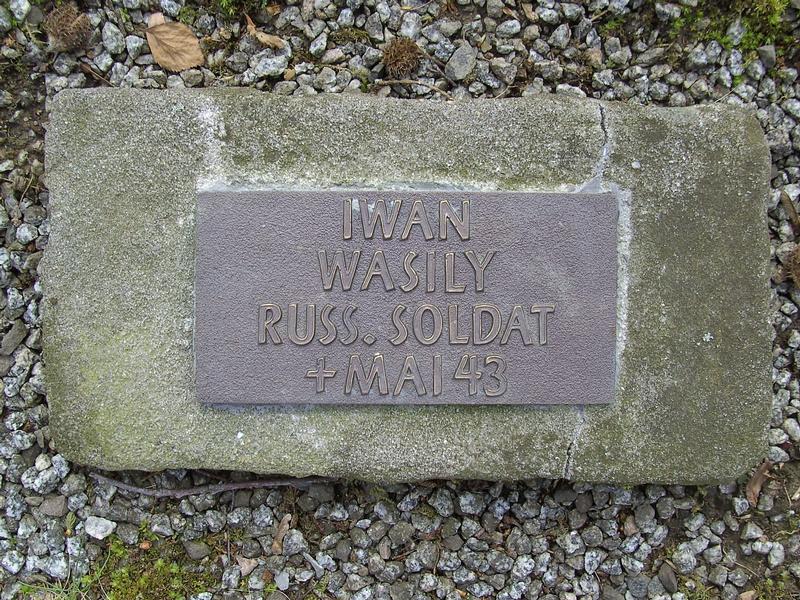 IWAN
WASILY
RUSS. SOLDAT
+MAI 43